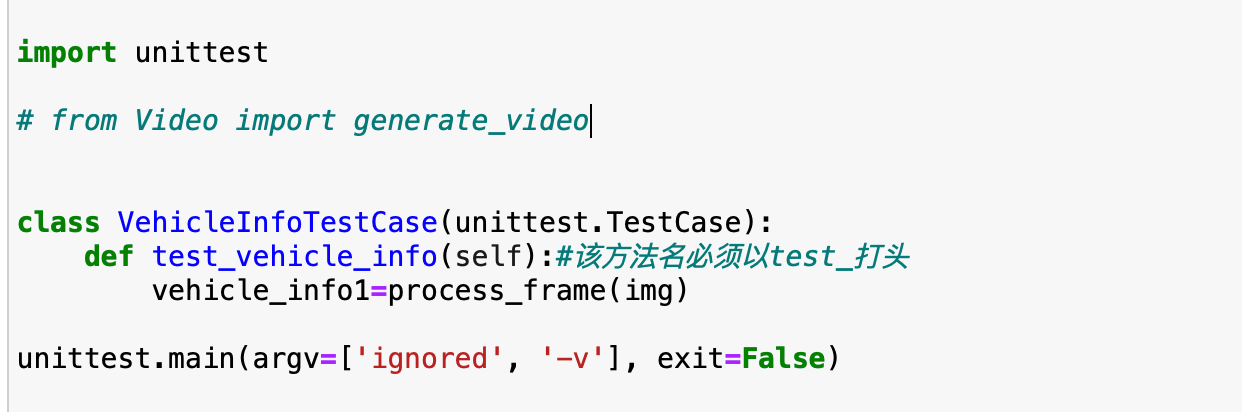 import unittest
# from Video import generate_video
class VehicleInfoTestCase(unittest.TestCase):
    def test_vehicle_info(self):#该方法名必须以test_打头
        vehicle_info1=process_frame(img)
unittest.main(argv=['ignored', '-v'], exit=False)